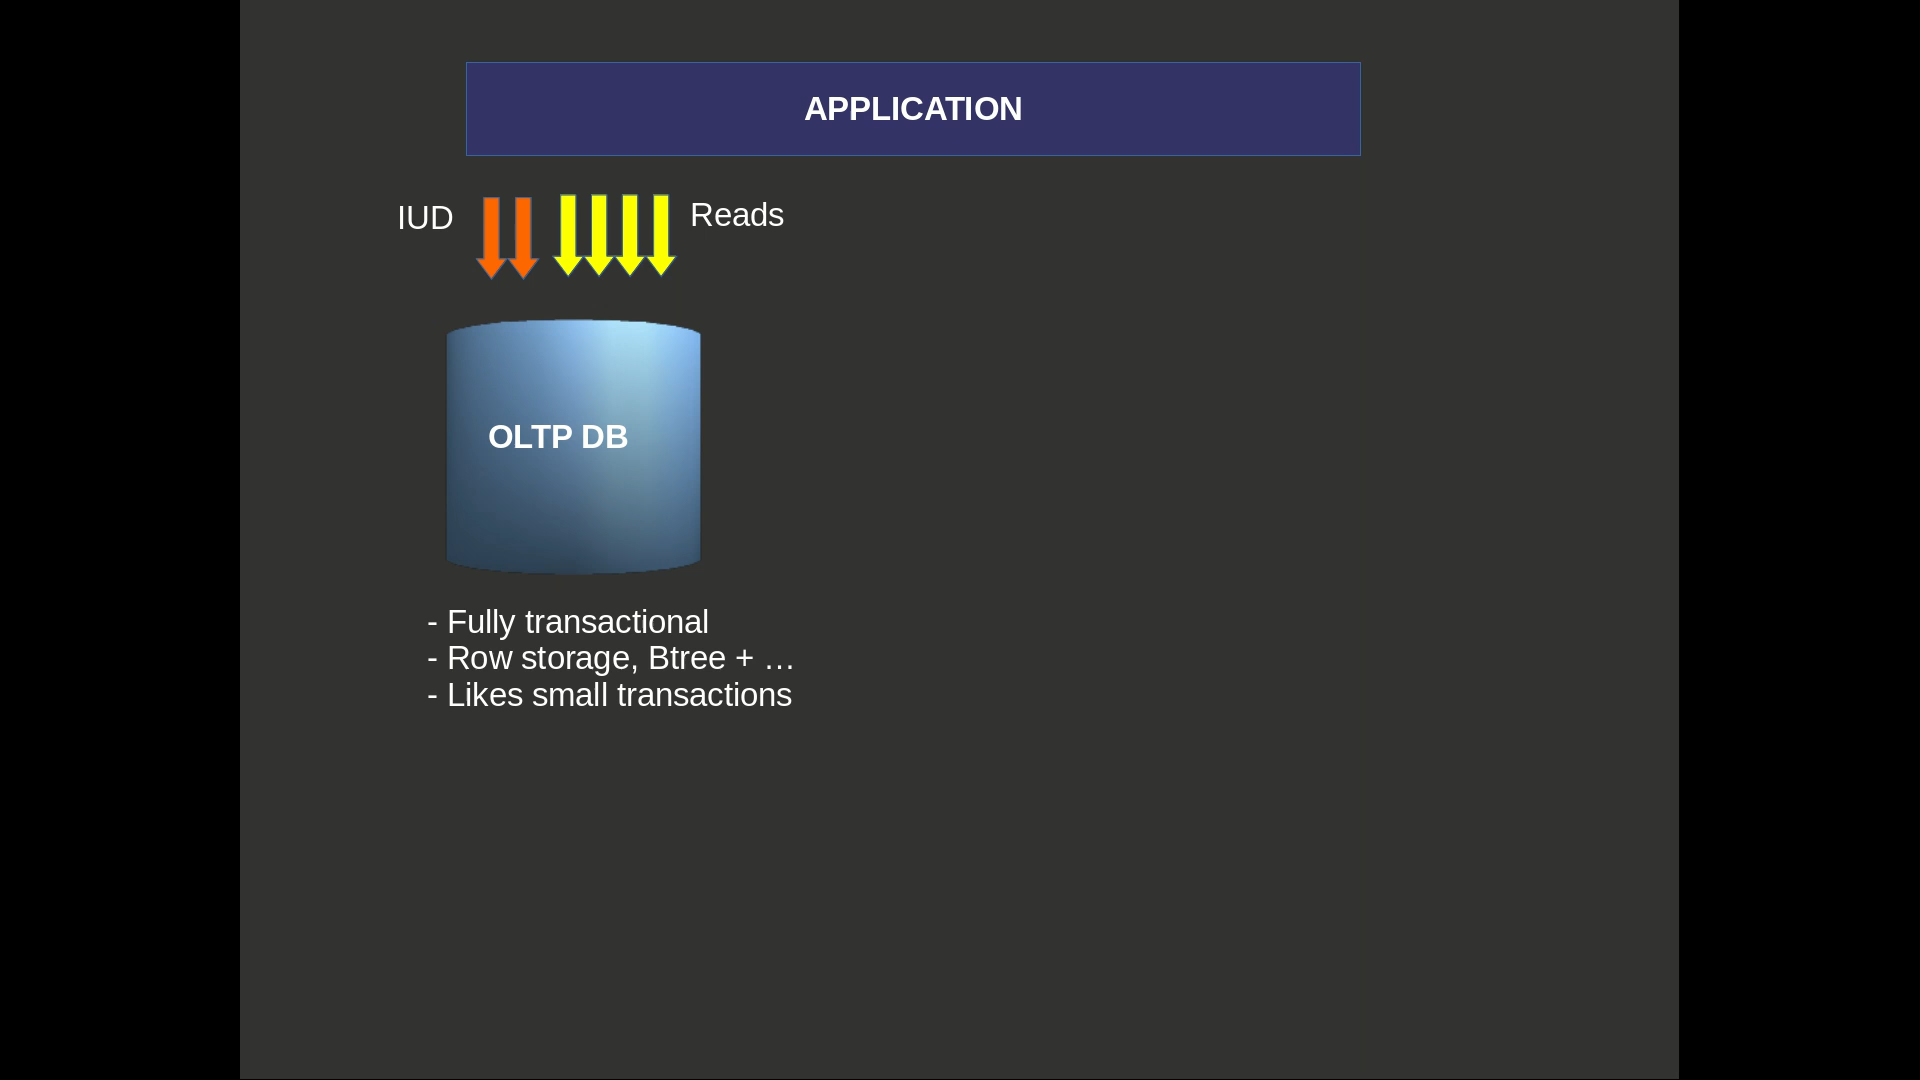 APPLICATION
IUD
Reads
OLTP DB
- Fully transactional
- Row storage, Btree + …
- Likes small transactions